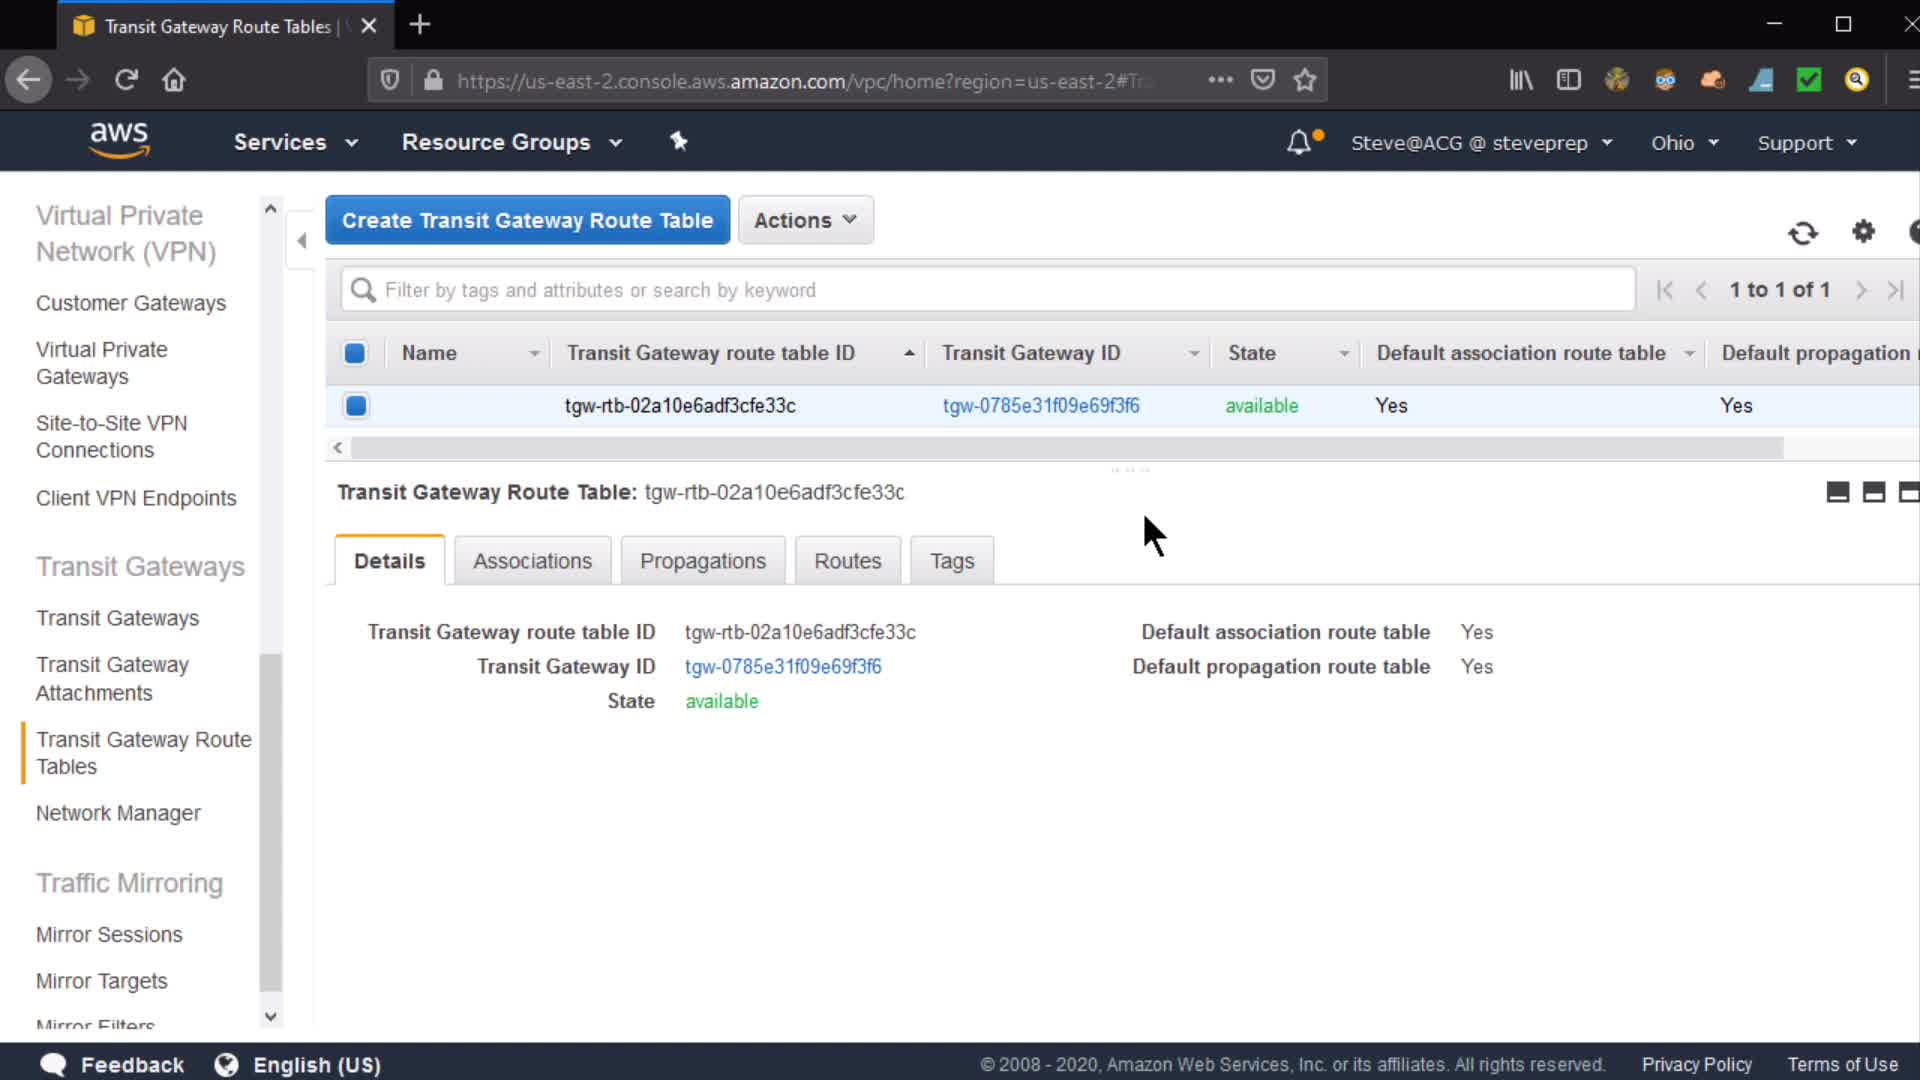 Transit Gateway Route Tables |
https://us-east-2.console.aws.amazon.com/vpc/home?region=us-east-2#Tr
aws
Services
Resource Groups
Steve@ACG @ steveprep
Ohio
Support
Virtual Private
Network (VPN)
Customer Gateways
Virtual Private
Gateways
Site-to-Site VPN
Connections
Client VPN Endpoints
Transit Gateways
Transit Gateways
Transit Gateway
Attachments
Transit Gateway Route
Tables
Network Manager
Traffic Mirroring
Mirror Sessions
Mirror Targets
Mirror Filters
Create Transit Gateway Route Table
Actions
Filter by tags and attributes or search by keyword
1 to 1 of 1
Name
Transit Gateway route table ID
Transit Gateway ID
State
Default association route table
Default propagation
tgw-rtb-02a10e6adf3cfe33c
tgw-0785e31f09e69f3f6
available
Yes
Yes
Transit Gateway Route Table: tgw-rtb-02a10e6adf3cfe33c
Details
Associations
Propagations
Routes
Tags
Transit Gateway route table ID tgw-rtb-02a10e6adf3cfe33c
Transit Gateway ID tgw-0785e31f09e69f3f6
State available
Default association route table Yes
Default propagation route table Yes
Feedback
English (US)
© 2008 - 2020, Amazon Web Services, Inc. or its affiliates. All rights reserved.
Privacy Policy
Terms of Use